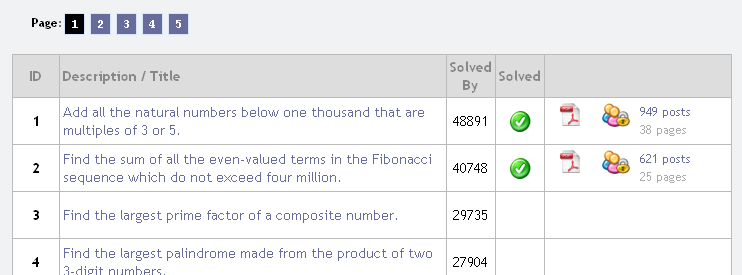 Page: 1 2 3 4 5
ID Description / Title Solved By Solved
1 Add all the natural numbers below one thousand that are multiples of 3 or 5. 48891 949 posts 38 pages
2 Find the sum of all the even-valued terms in the Fibonacci sequence which do not exceed four million. 40748 621 posts 25 pages
3 Find the largest prime factor of a composite number. 29735
4 Find the largest palindrome made from the product of two 3-digit numbers. 27904